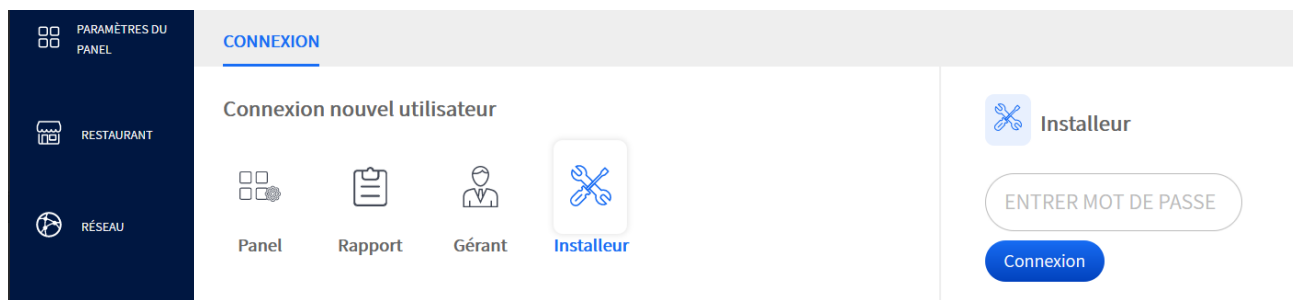 PARAMÈTRES DU
PANEL
RESTAURANT
RÉSEAU
CONNEXION
Connexion nouvel utilisateur
Panel
Rapport
Gérant
Installeur
Installeur
ENTRER MOT DE PASSE
Connexion